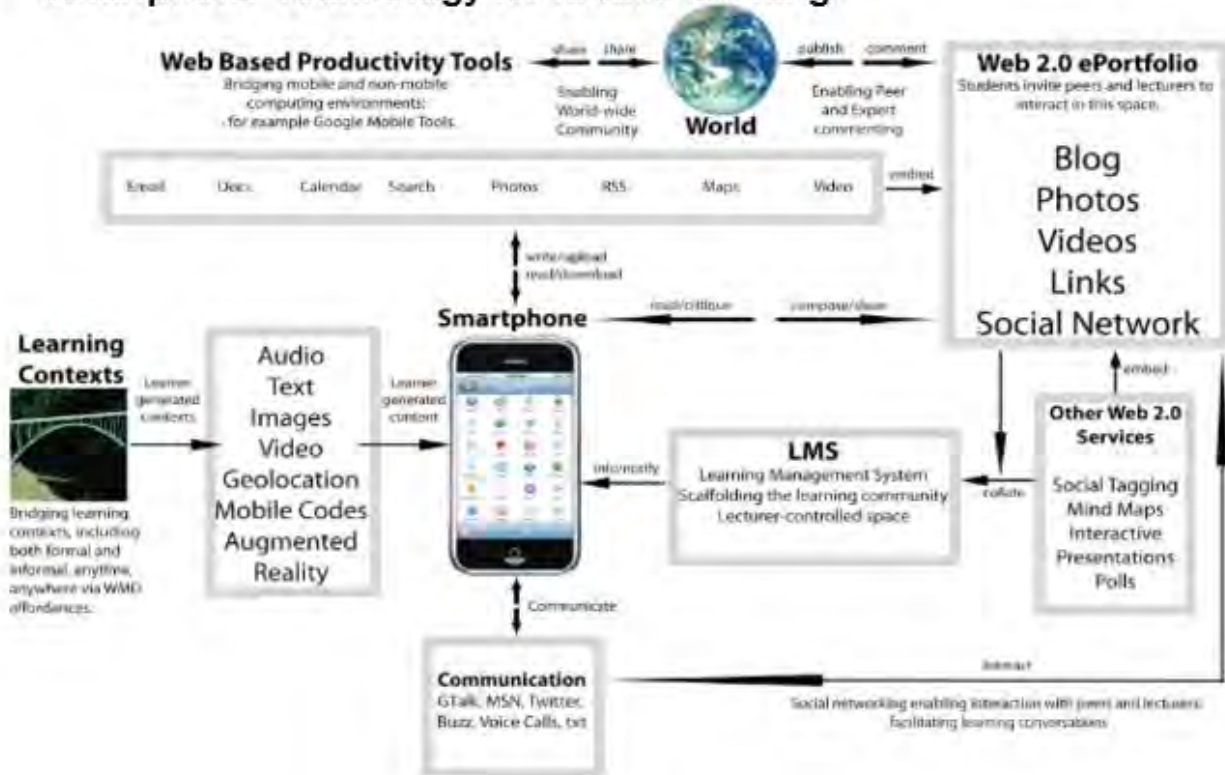 Web Based Productivity Tools
Bridging mobile and non-mobile
computing environments:
for example Google Mobile Tools.
share share
Enabling
World-wide
Community
World
publish comment
Enabling Peer
and Expert
commenting
Web 2.0 ePortfolio
Students invite peers and lecturers to
interact in this space.
Blog
Photos
Videos
Links
Social Network
Email Docs Calendar Search Photos RSS Maps Video
embed
write/upload
read/download
Smartphone
read/critique compose/share
Learning
Contexts
Bridging learning
contexts, including
both formal and
informal, anytime,
anywhere via WMD
affordances.
Learner
generated
contexts
Audio
Text
Images
Video
Geolocation
Mobile Codes
Augmented
Reality
Learner
generated
content
info/notify
LMS
Learning Management System
Scaffolding the learning community
Lecturer-controlled space
collate
embed
Other Web 2.0
Services
Social Tagging
Mind Maps
Interactive
Presentations
Polls
Communicate
Communication
GTalk, MSN, Twitter,
Buzz, Voice Calls, txt
interact
Social networking enabling interaction with peers and lecturers
facilitating learning conversations